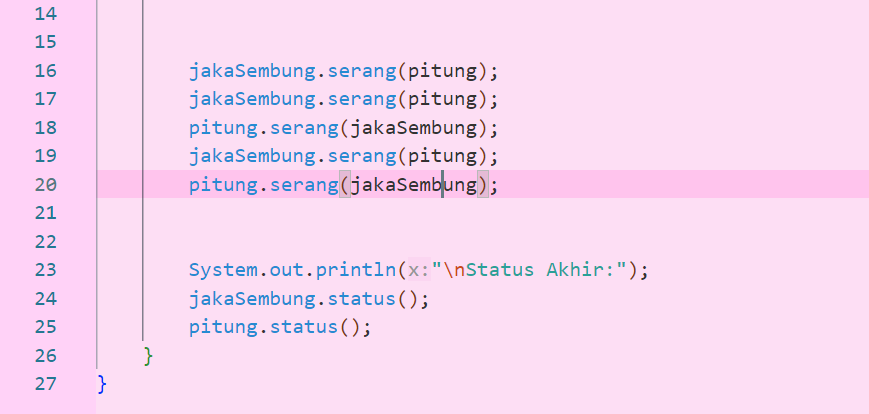 14
15
16 jakaSembung.serang(pitung);
17 jakaSembung.serang(pitung);
18 pitung.serang(jakaSembung);
19 jakaSembung.serang(pitung);
20 pitung.serang(jakaSembung);
21
22
23 System.out.println(x:"\nStatus Akhir:");
24 jakaSembung.status();
25 pitung.status();
26 }
27 }